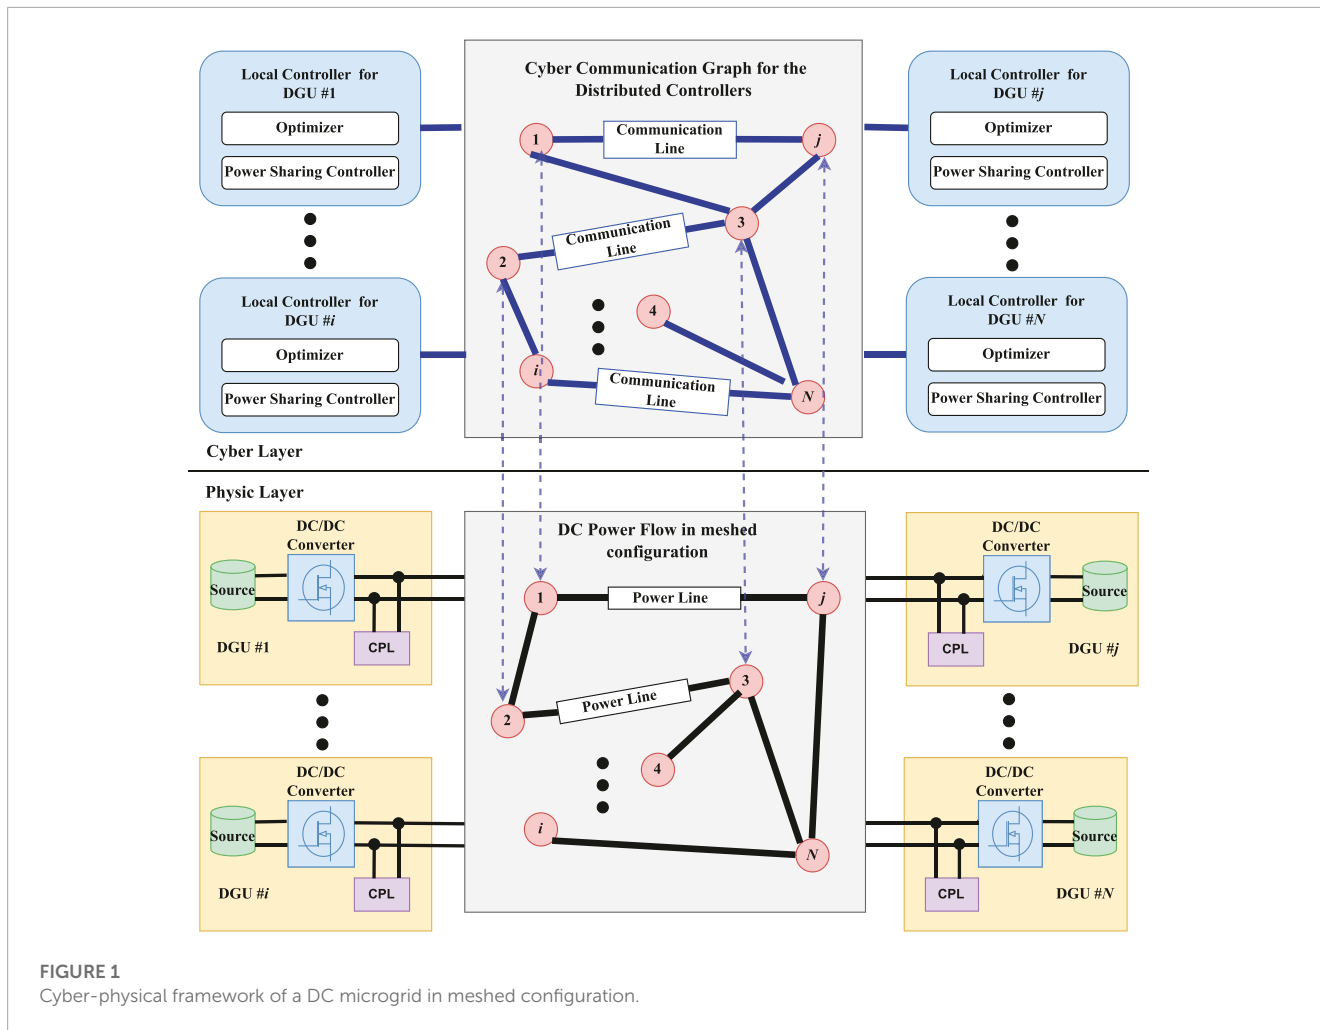 Local Controller for
DGU #1
Optimizer
Power Sharing Controller
Cyber Communication Graph for the
Distributed Controllers
1
Communication
Line
j
3
Communication
Line
2
4
i
Communication
Line
N
Local Controller for
DGU #j
Optimizer
Power Sharing Controller
Local Controller for
DGU #i
Optimizer
Power Sharing Controller
Local Controller for
DGU #N
Optimizer
Power Sharing Controller
Cyber Layer
Physic Layer
DC/DC
Converter
Source
DGU #1
CPL
DC Power Flow in meshed
configuration
1
Power Line
j
3
Power Line
2
4
i
N
DC/DC
Converter
Source
CPL
DGU #j
DC/DC
Converter
Source
DGU #i
CPL
DC/DC
Converter
Source
CPL
DGU #N
FIGURE 1
Cyber-physical framework of a DC microgrid in meshed configuration.